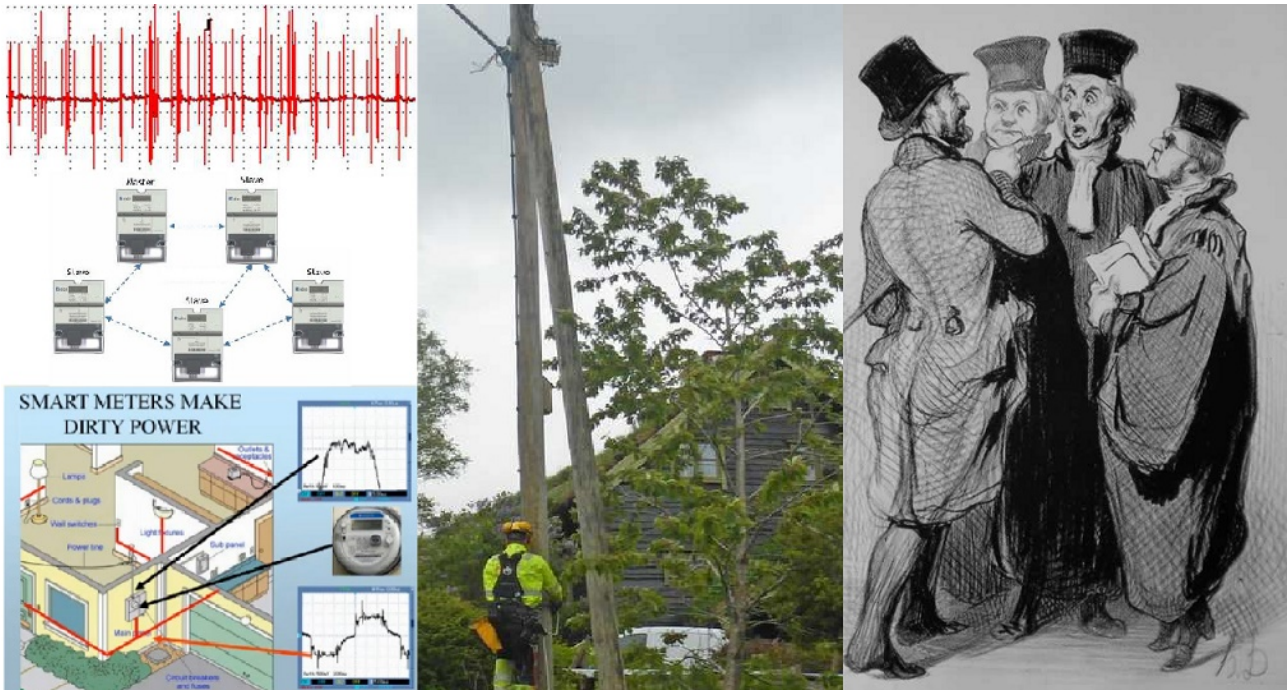 Master
Slave
Slave
Slave
Slave
SMART METERS MAKE
DIRTY POWER
Outlets &
receptacles
Lamps
Cords & plugs
Wall switches
Light fixtures
Power line
Sub panel
Main panel
Circuit breakers
and fuses